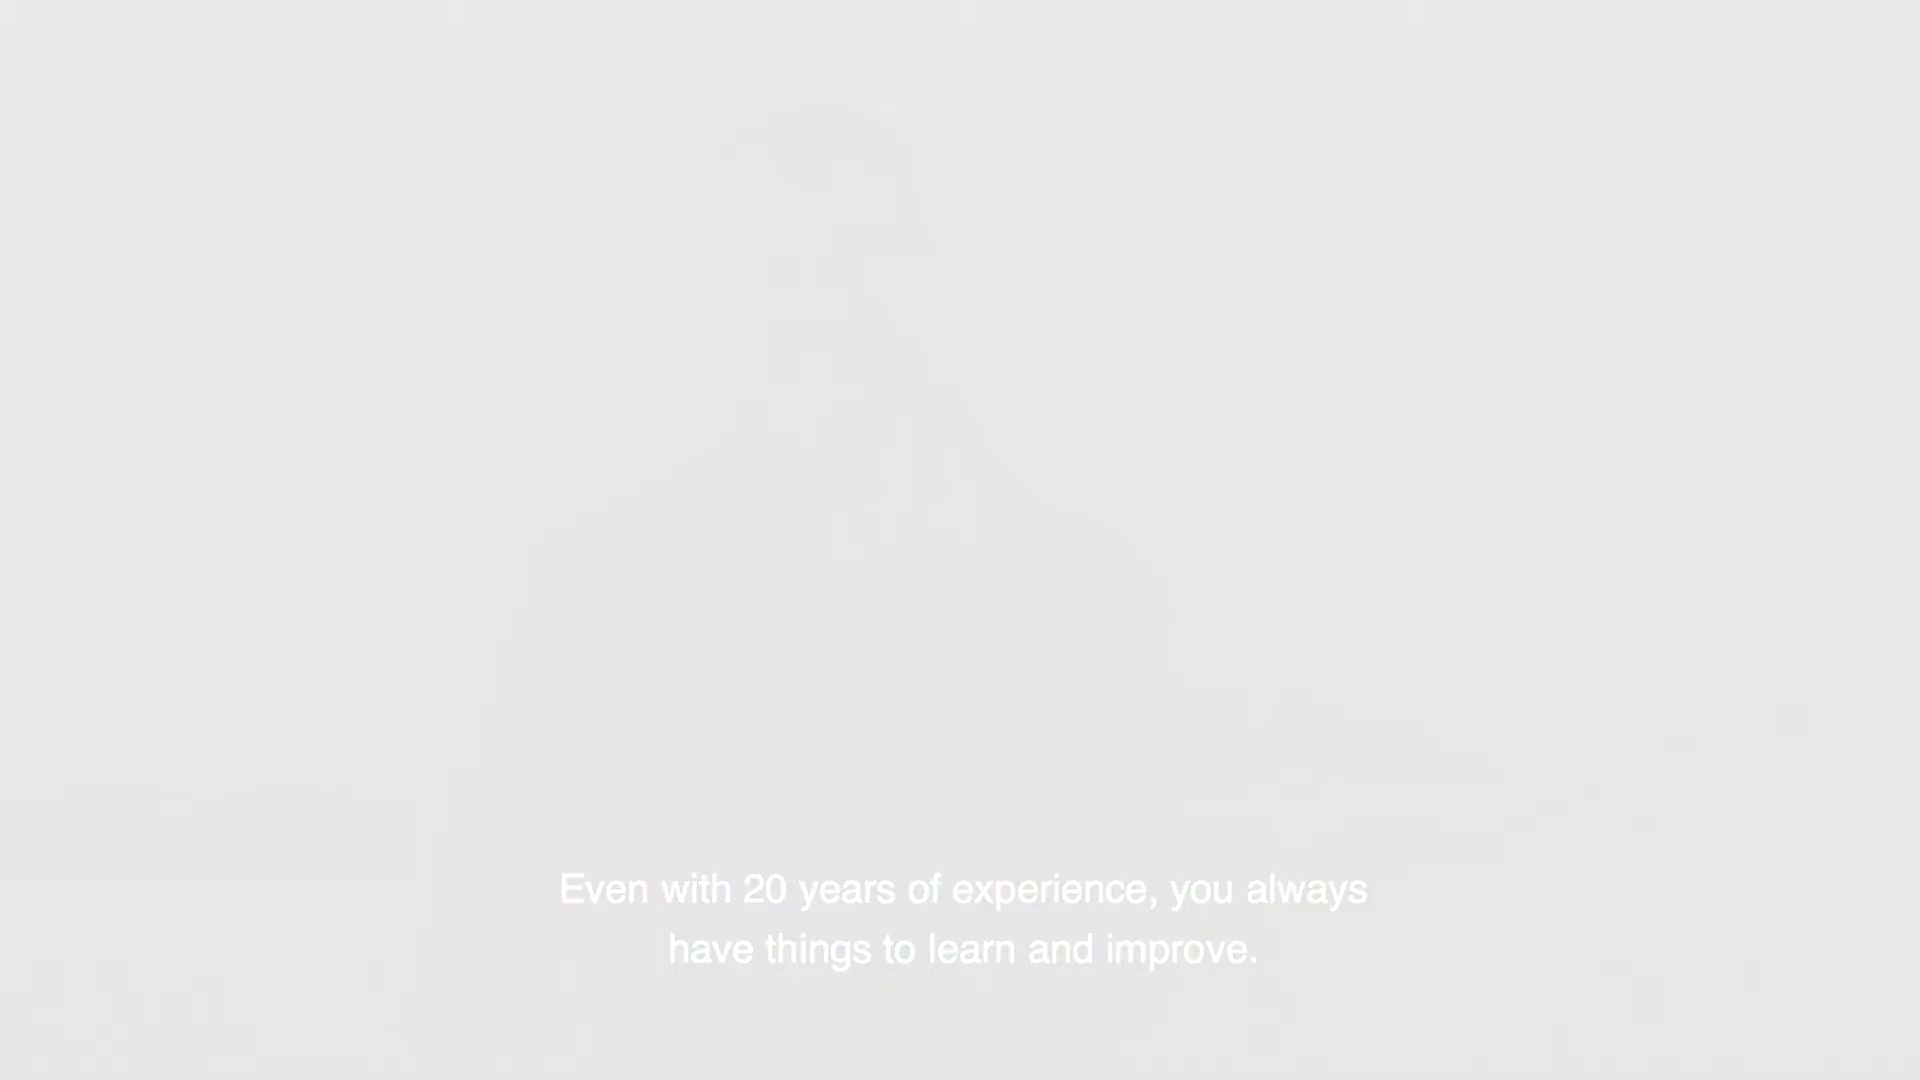 Even with 20 years of experience, you always
have things to learn and improve.